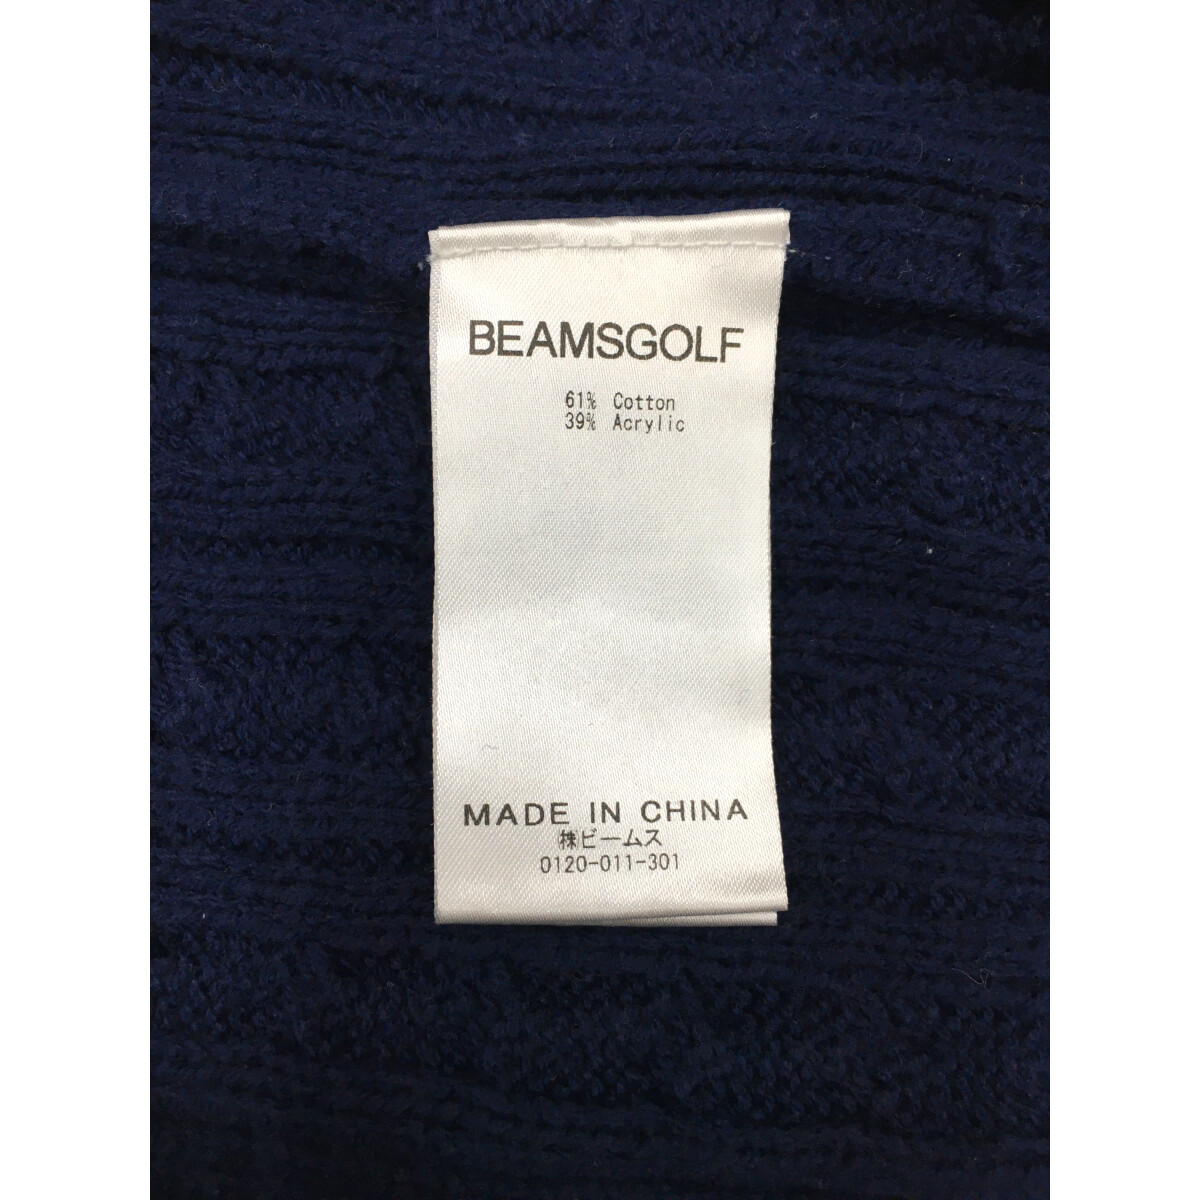 BEAMSGOLF
61% Cotton
39% Acrylic
MADE IN CHINA
㈱ビームス
0120-011-301